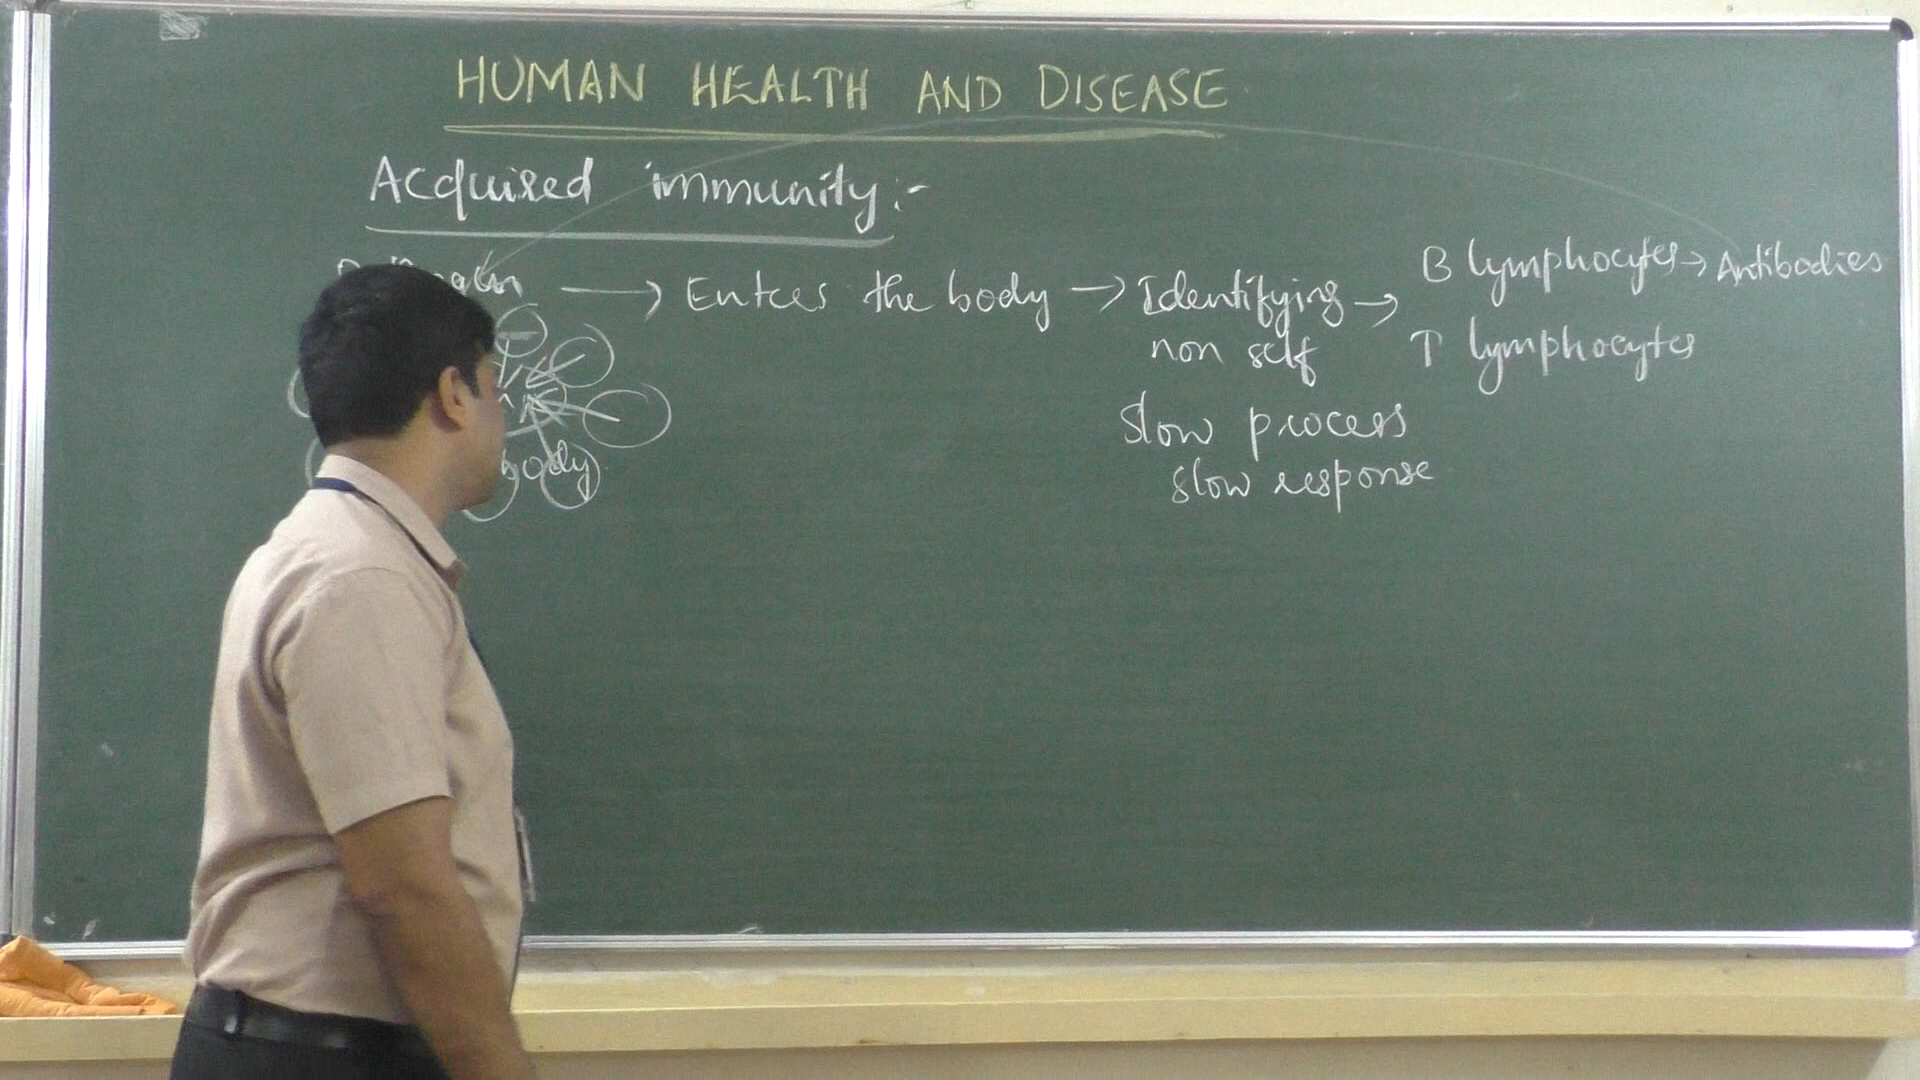 HUMAN HEALTH AND DISEASE
Acquired immunity:-
→ Enters the body → Identifying → B lymphocytes → Antibodies
non self T lymphocytes
Slow process
body slow response